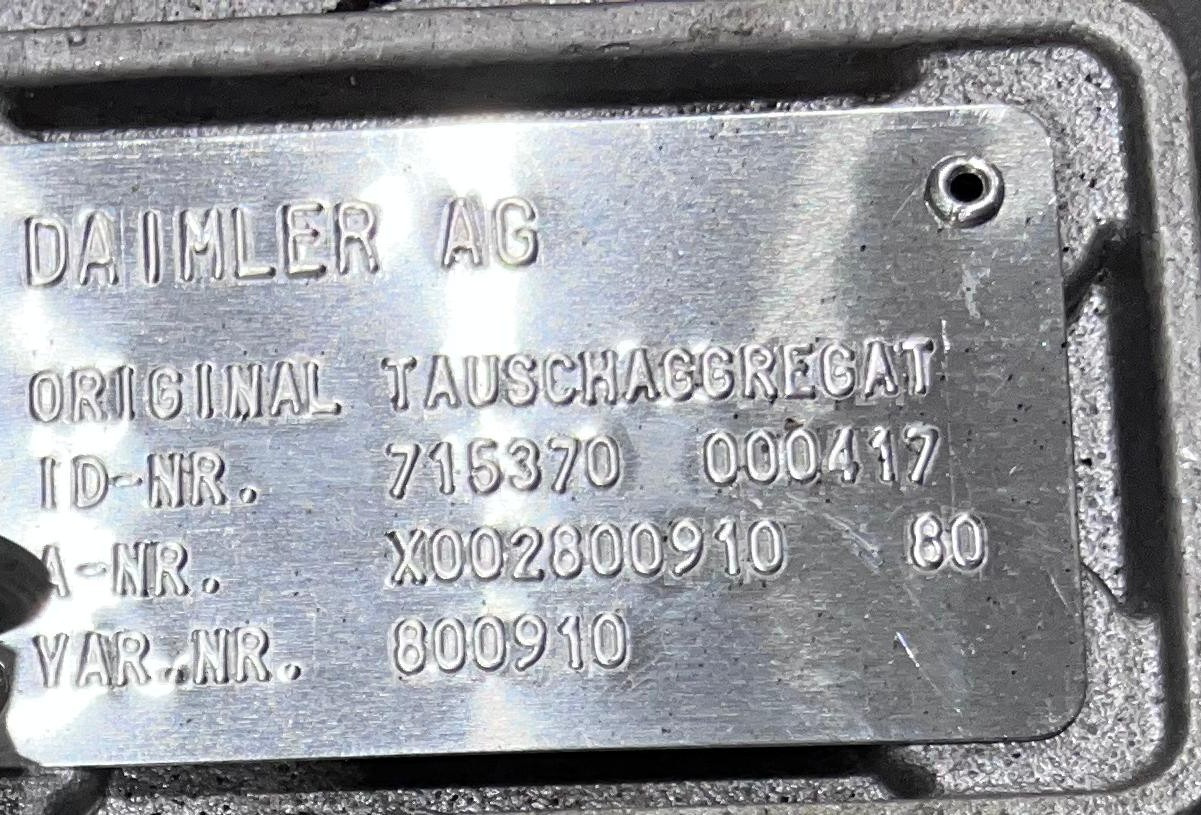 DAIMLER AG
ORIGINAL TAUSCHAGGREGAT
ID-NR. 715370 000417
A-NR. X002800910 80
VAR.NR. 800910